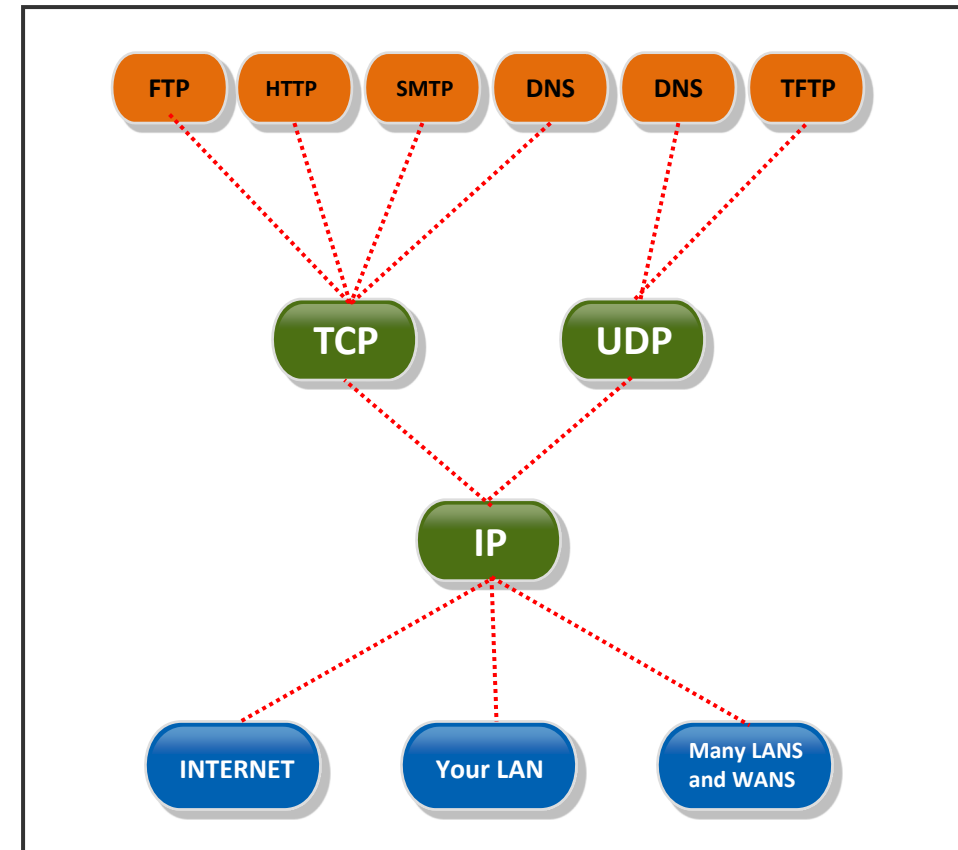 FTP
HTTP
SMTP
DNS
DNS
TFTP
TCP
UDP
IP
INTERNET
Your LAN
Many LANS
and WANS